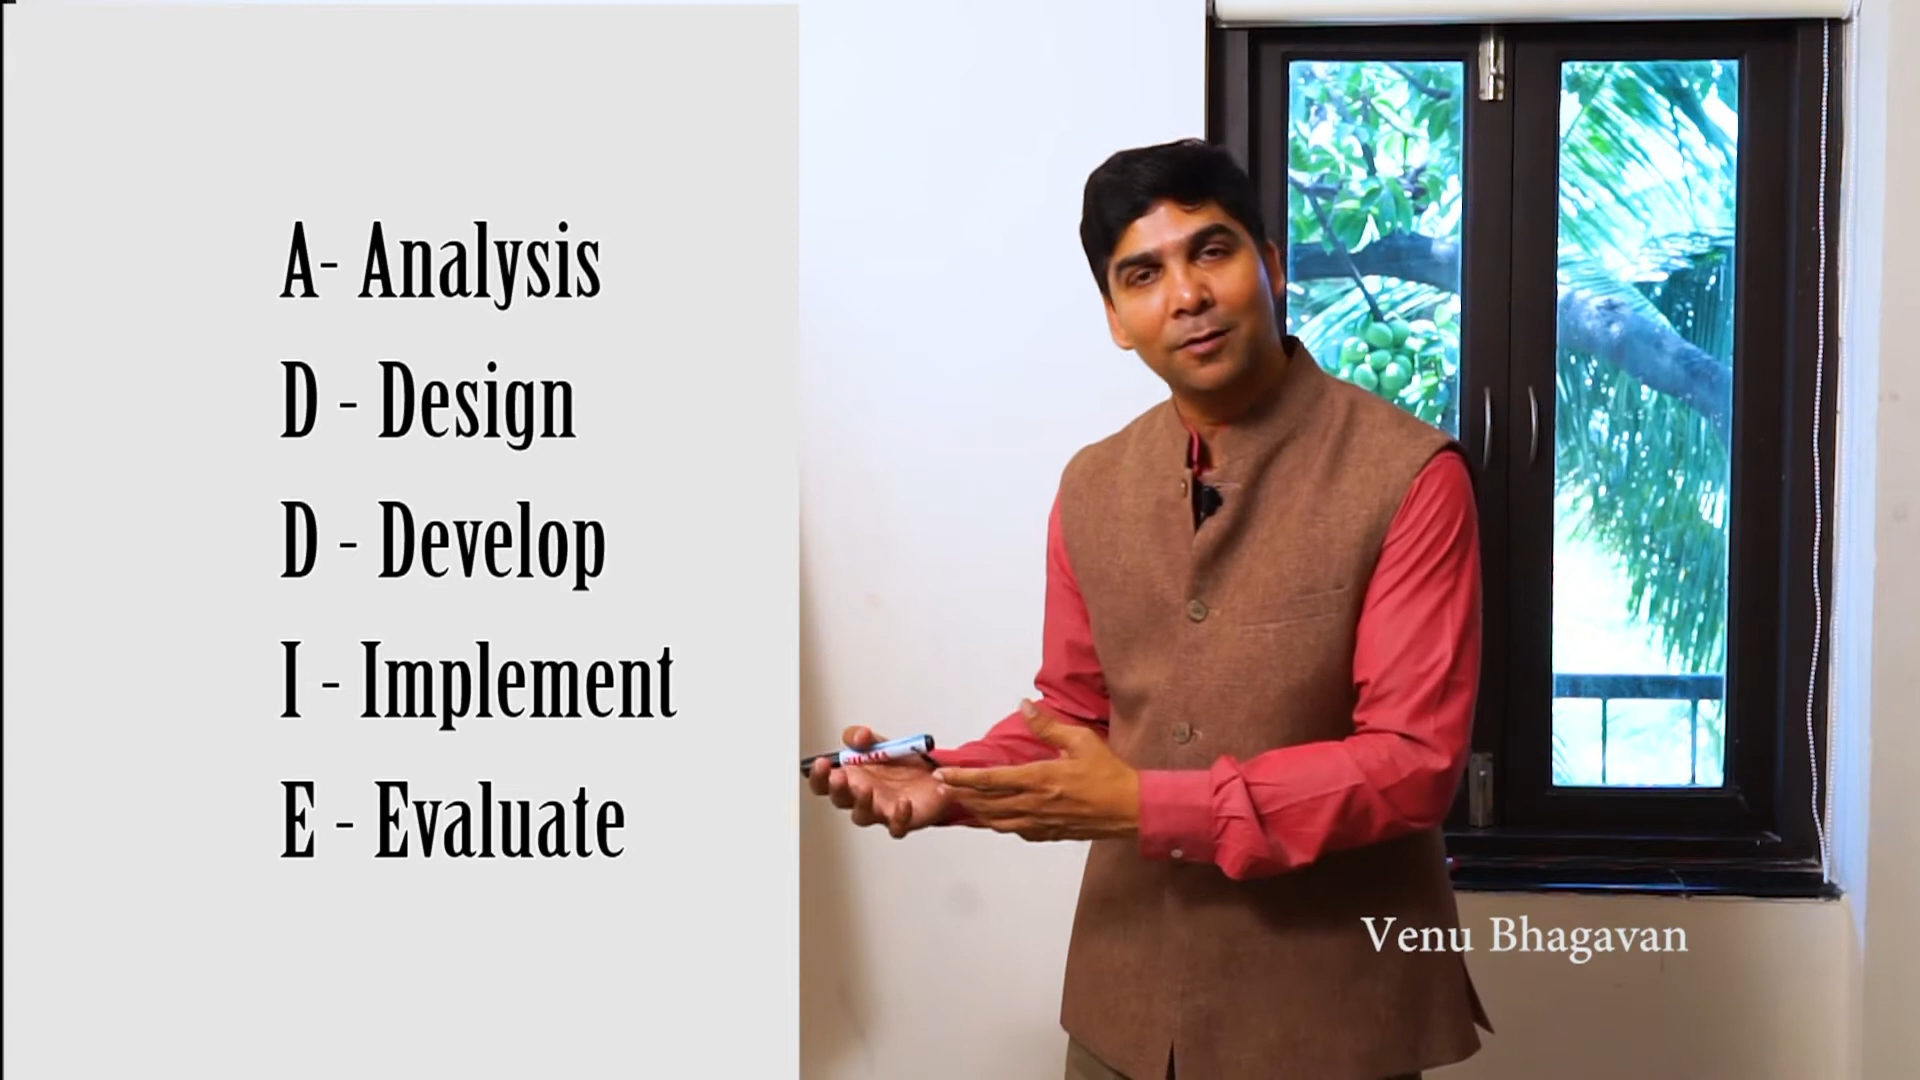 A- Analysis
D - Design
D - Develop
I - Implement
E - Evaluate
Venu Bhagavan